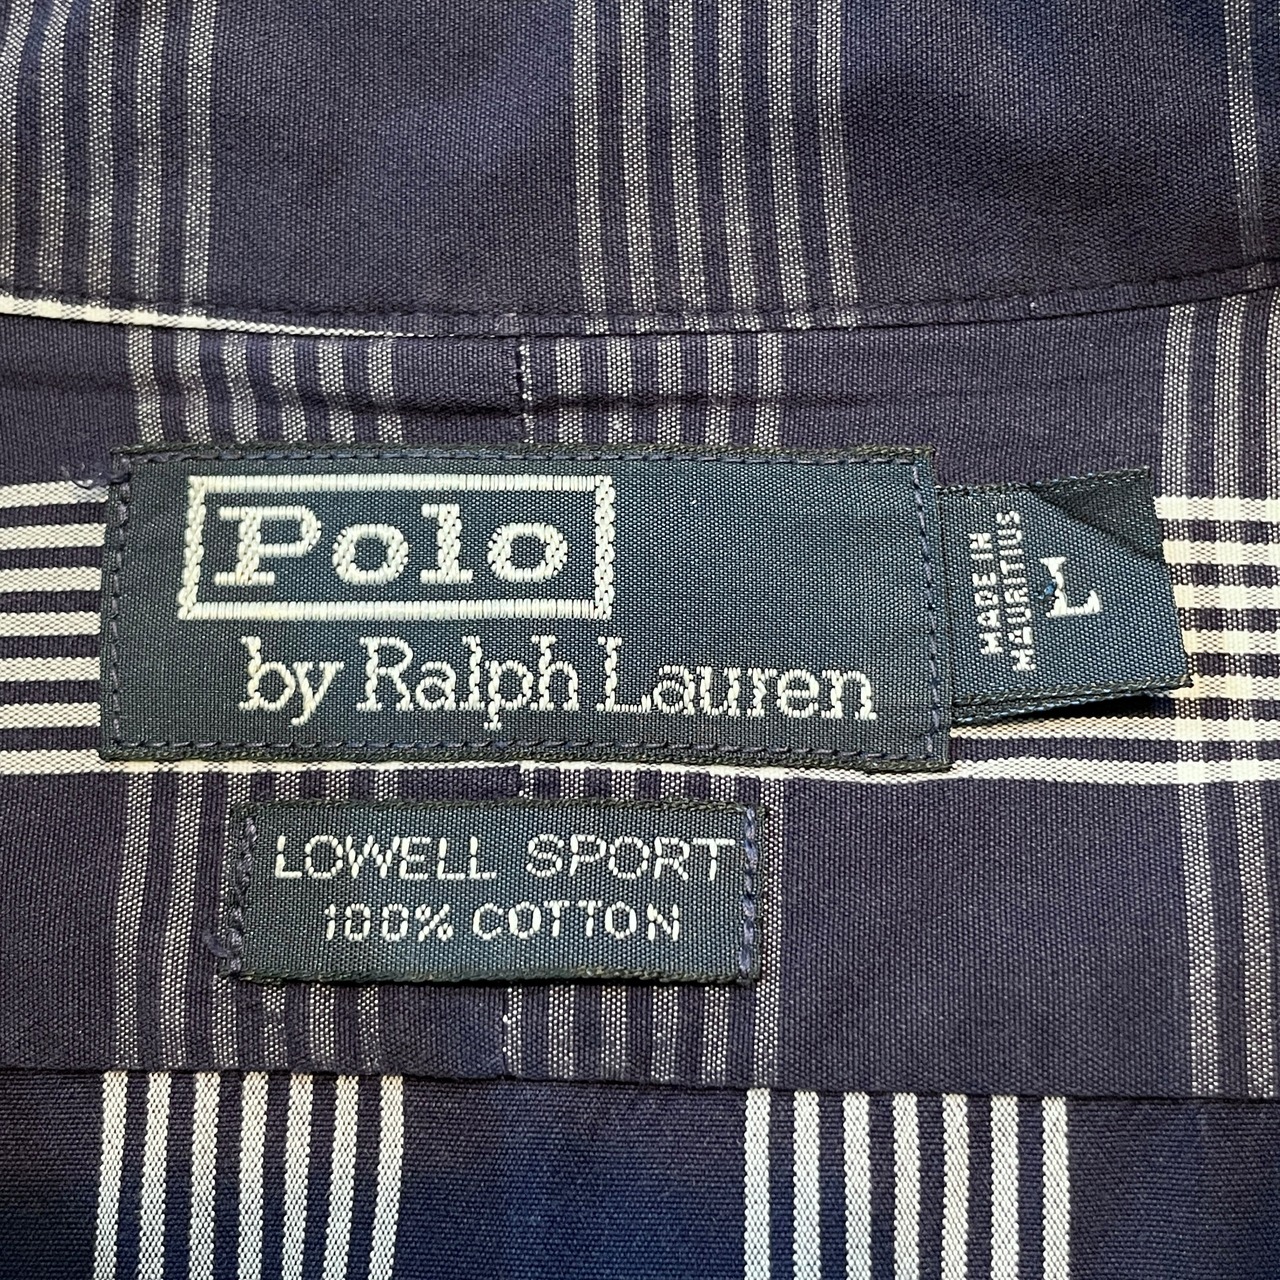 Polo
by Ralph Lauren
MADE IN
MAURITIUS
L
LOWELL SPORT
100% COTTON